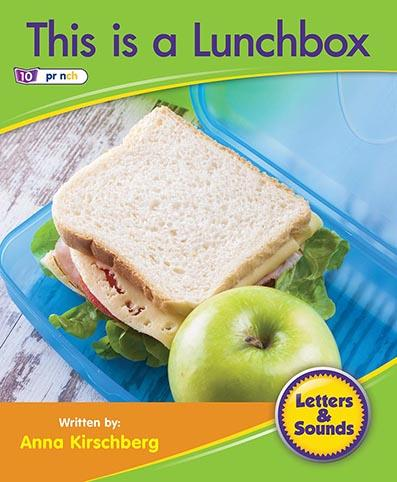 This is a Lunchbox
10 pr nch
Written by:
Anna Kirschberg
Letters
&
Sounds